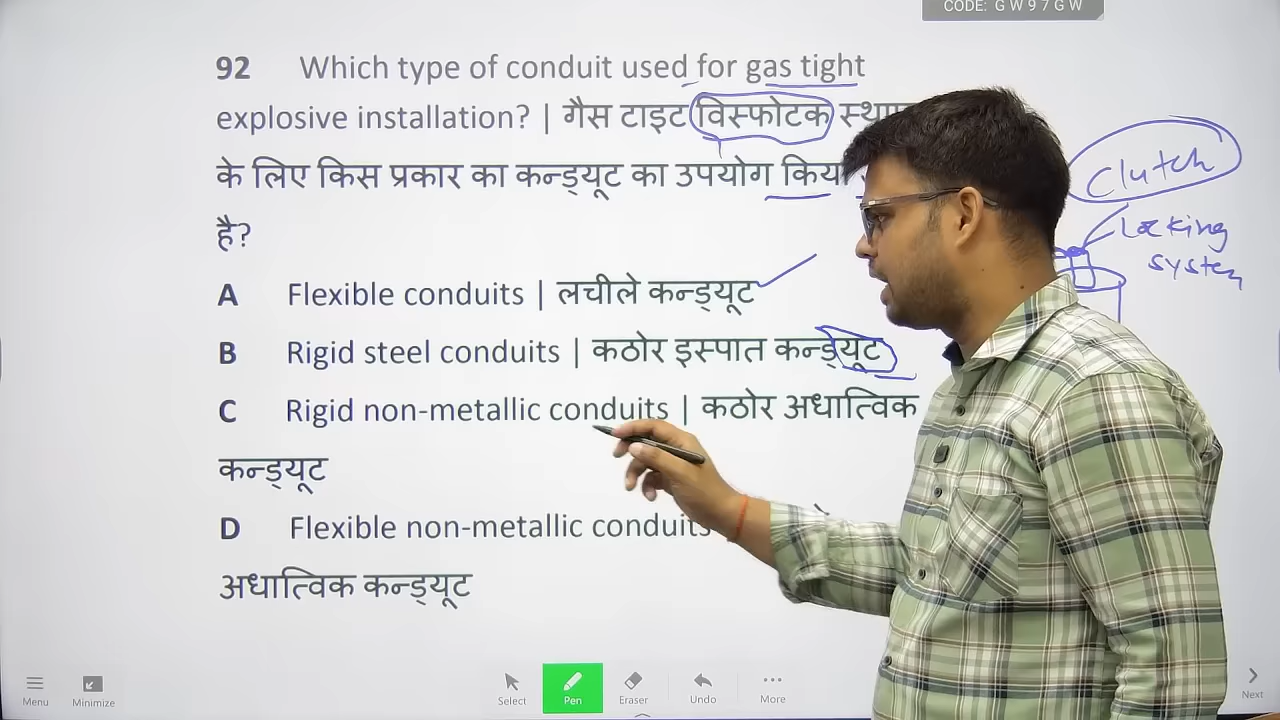 CODE: G W 9 7 G W
92 Which type of conduit used for gas tight
explosive installation? | गैस टाइट विस्फोटक
के लिए किस प्रकार का कन्ड्यूट का उपयोग
है?
A Flexible conduits | लचीले कन्ड्यूट
B Rigid steel conduits | कठोर इस्पात कन्ड्यूट
C Rigid non-metallic conduits | कठोर अधात्विक
कन्ड्यूट
D Flexible non-metallic conduits
अधात्विक कन्ड्यूट
Clutch
Locking
system
Menu Minimize Select Pen Eraser Undo More Next